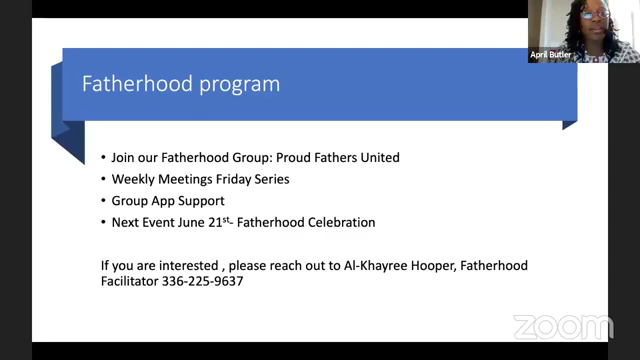 April Butler
Fatherhood program
• Join our Fatherhood Group: Proud Fathers United
• Weekly Meetings Friday Series
• Group App Support
• Next Event June 21st- Fatherhood Celebration
If you are interested , please reach out to Al-Khayree Hooper, Fatherhood
Facilitator 336-225-9637
zoom